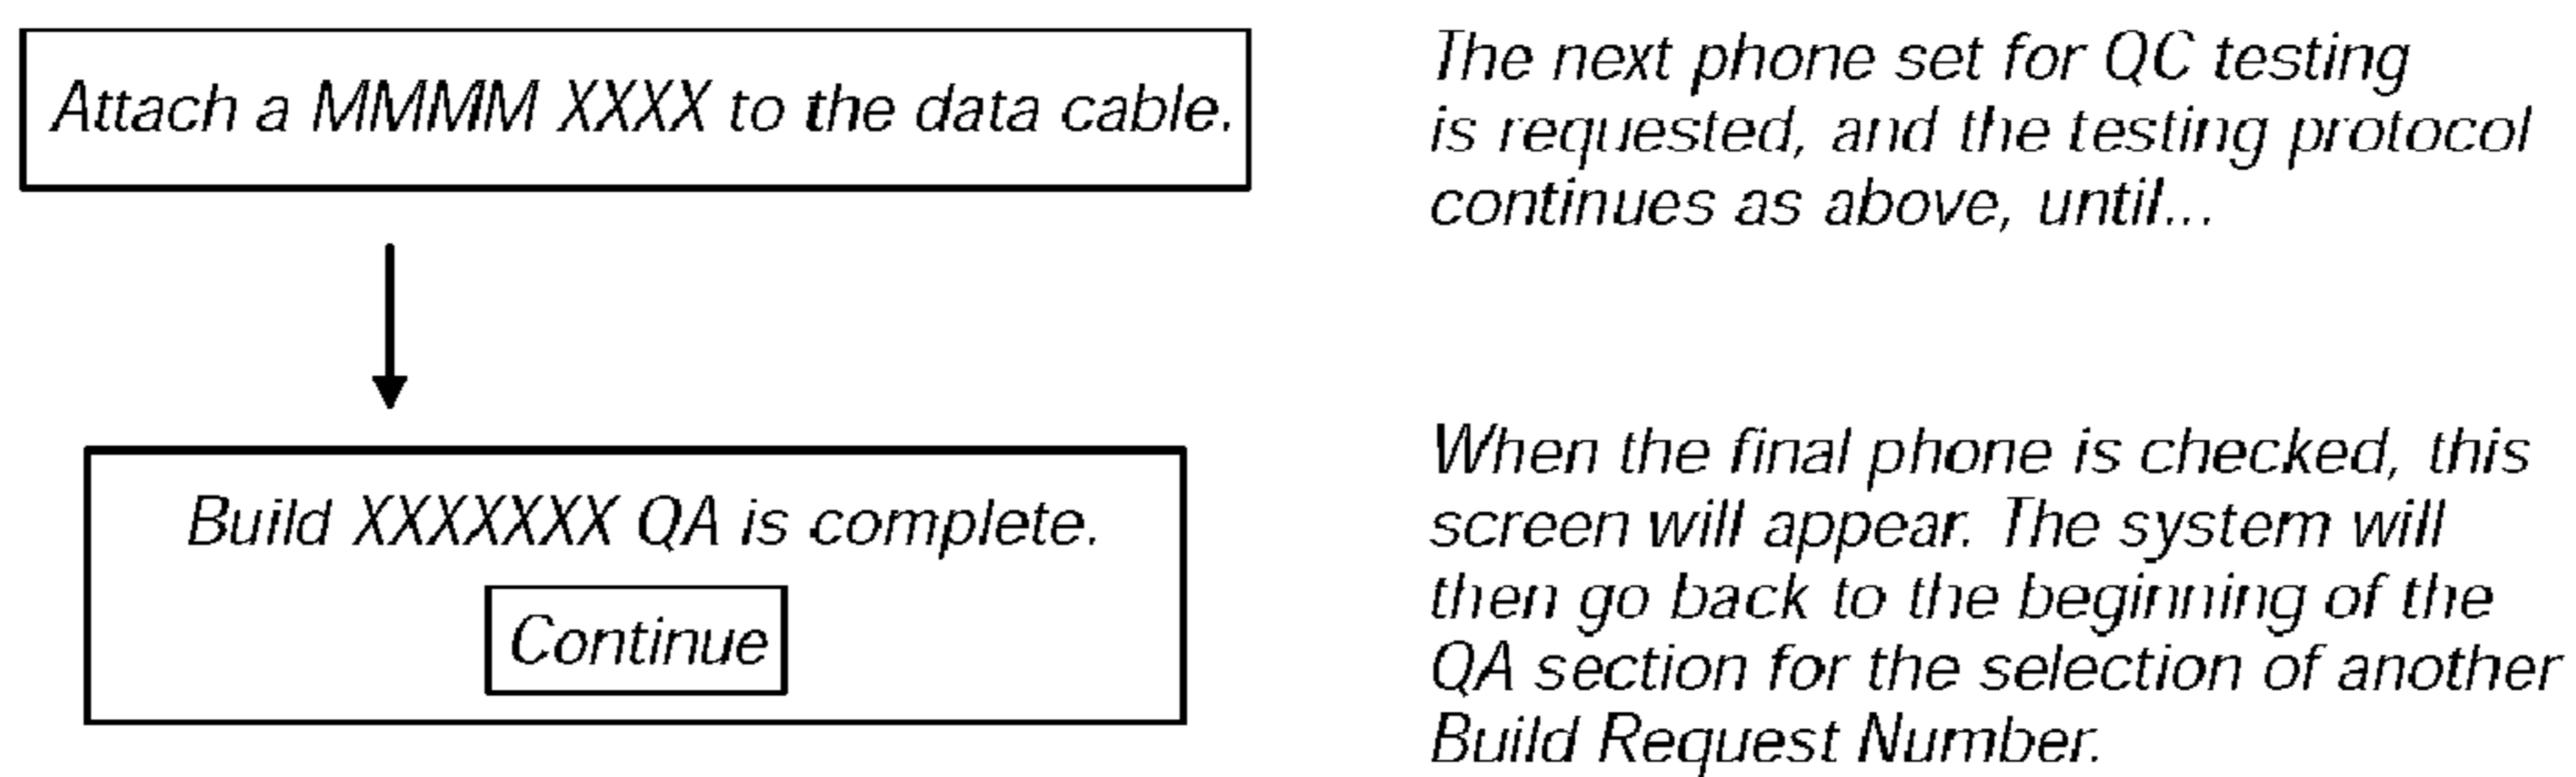 Attach a MMMM XXXX to the data cable.
The next phone set for QC testing
is requested, and the testing protocol
continues as above, until...
Build XXXXXXX QA is complete.
Continue
When the final phone is checked, this
screen will appear. The system will
then go back to the beginning of the
QA section for the selection of another
Build Request Number.